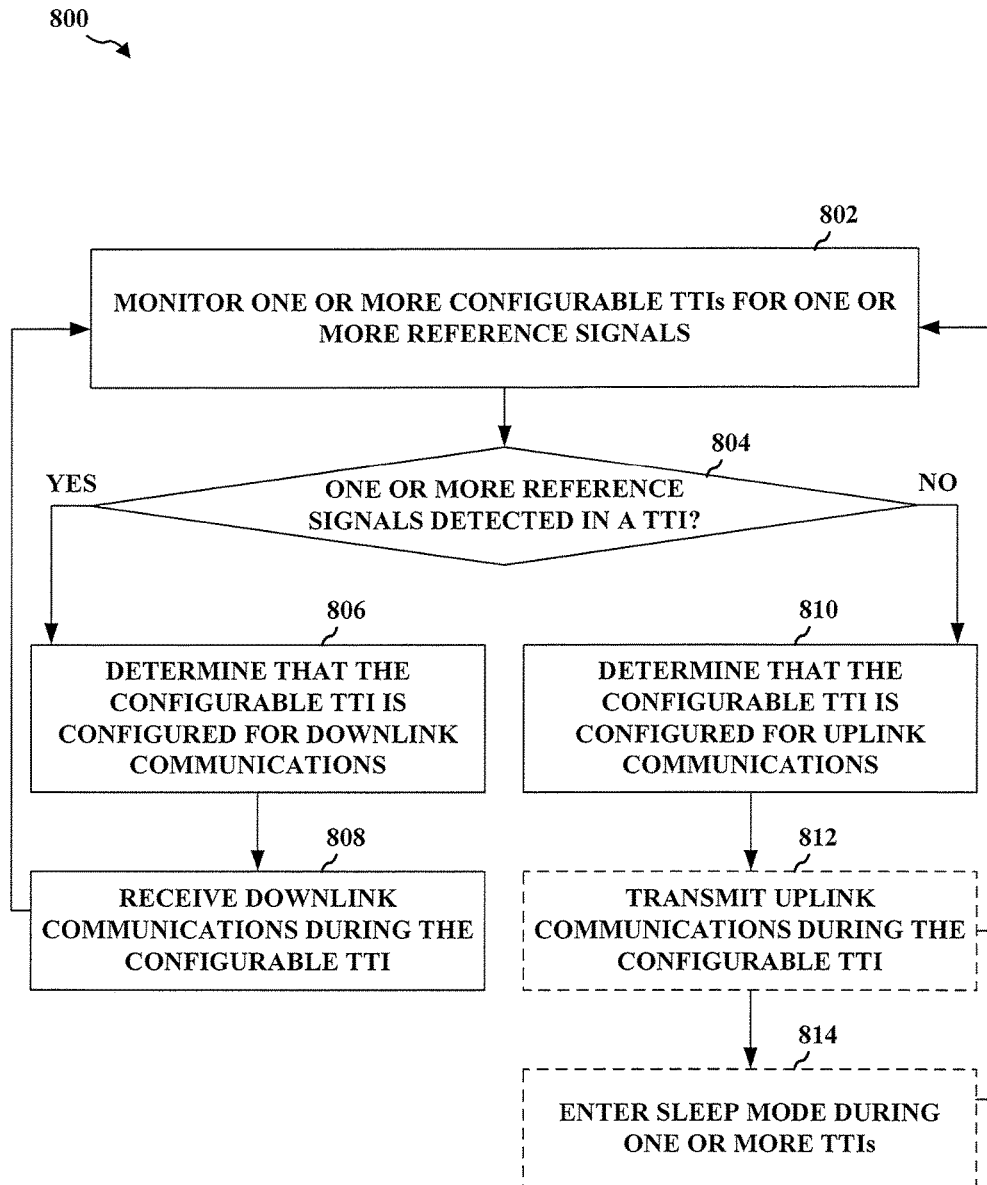 800
802
MONITOR ONE OR MORE CONFIGURABLE TTIs FOR ONE OR
MORE REFERENCE SIGNALS
804
YES
ONE OR MORE REFERENCE
SIGNALS DETECTED IN A TTI?
NO
806
DETERMINE THAT THE
CONFIGURABLE TTI IS
CONFIGURED FOR DOWNLINK
COMMUNICATIONS
810
DETERMINE THAT THE
CONFIGURABLE TTI IS
CONFIGURED FOR UPLINK
COMMUNICATIONS
808
RECEIVE DOWNLINK
COMMUNICATIONS DURING THE
CONFIGURABLE TTI
812
TRANSMIT UPLINK
COMMUNICATIONS DURING THE
CONFIGURABLE TTI
814
ENTER SLEEP MODE DURING
ONE OR MORE TTIs